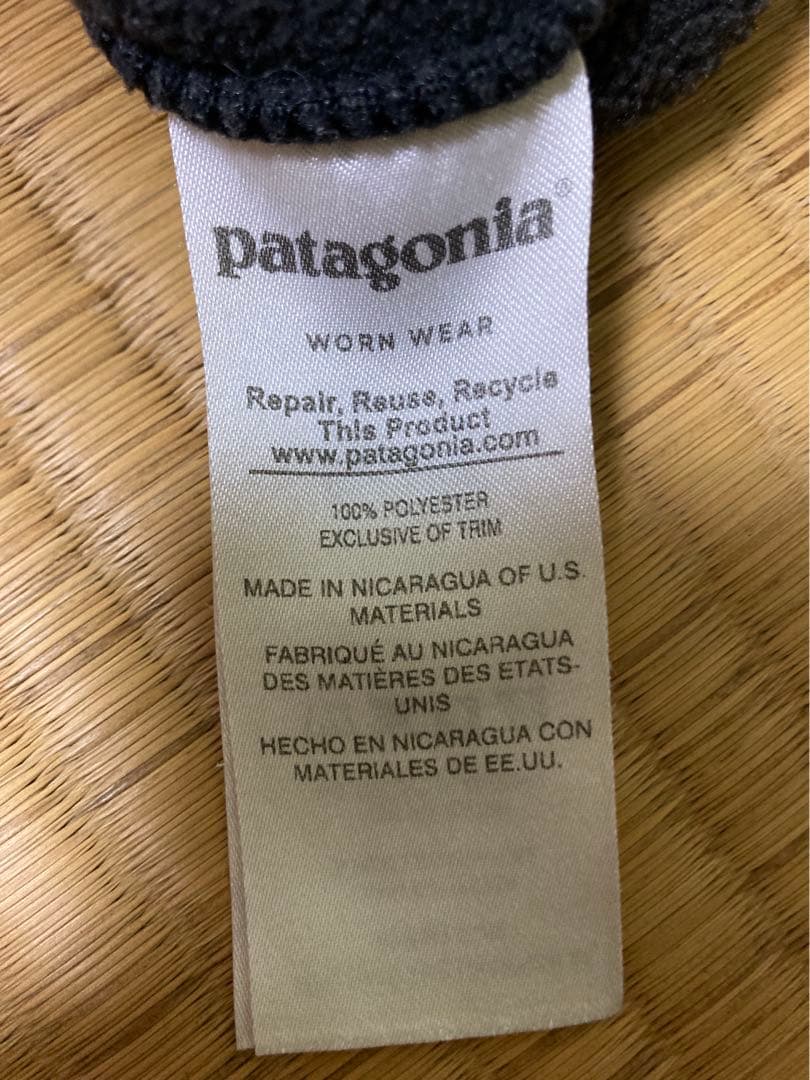 patagonia®
WORN WEAR
Repair, Reuse, Recycle
This Product
www.patagonia.com
100% POLYESTER
EXCLUSIVE OF TRIM
MADE IN NICARAGUA OF U.S.
MATERIALS
FABRIQUÉ AU NICARAGUA
DES MATIÈRES DES ETATS-
UNIS
HECHO EN NICARAGUA CON
MATERIALES DE EE.UU.